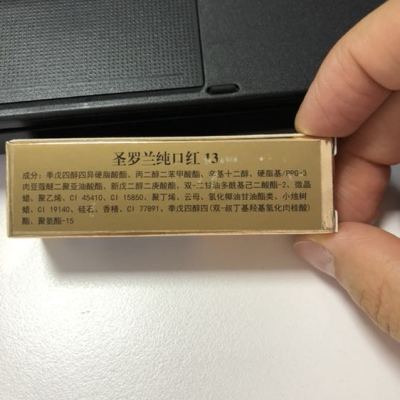 圣罗兰纯口红 13
成分：季戊四醇四异硬脂酸酯、丙二醇二苯甲酸酯、辛基十二醇、硬脂基/PPG-3
肉豆蔻醚二聚亚油酸酯、新戊二醇二庚酸酯、双-二甘油多酰基己二酸酯-2、微晶
蜡、聚乙烯、CI 45410、CI 15850、聚丁烯、云母、氢化椰油甘油酯类、小烛树
蜡、CI 19140、硅石、香精、CI 77891、季戊四醇四(双-叔丁基羟基氢化肉桂酸)
酯、聚氨酯-15